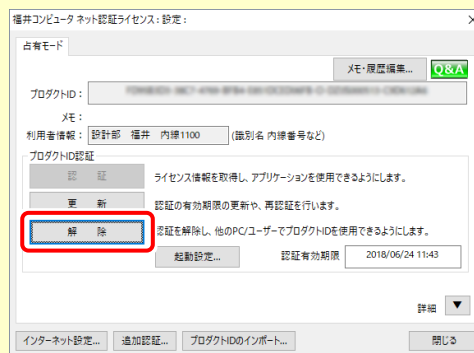 福井コンピュータ ネット認証ライセンス : 設定 :
占有モード
メモ・履歴編集... Q&A
プロダクトID :
メモ :
利用者情報 : 設計部 福井 内線1100 (識別名 内線番号など)
プロダクトID認証
認 証 ライセンス情報を取得し、アプリケーションを使用できるようにします。
更 新 認証の有効期限の更新や、再認証を行います。
解 除 認証を解除し、他のPC/ユーザーでプロダクトIDを使用できるようにします。
起動設定... 認証有効期限 2018/06/24 11:43
詳細 ▼
インターネット設定... 追加認証... プロダクトIDのインポート... 閉じる